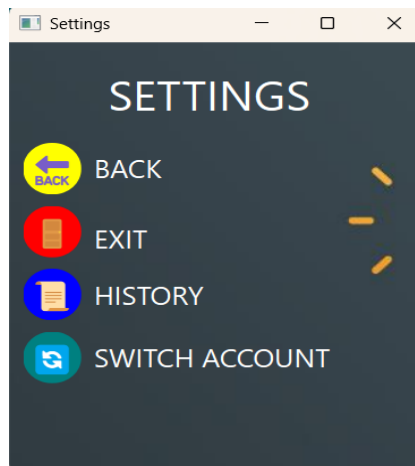 Settings
SETTINGS
BACK
BACK
EXIT
HISTORY
SWITCH ACCOUNT